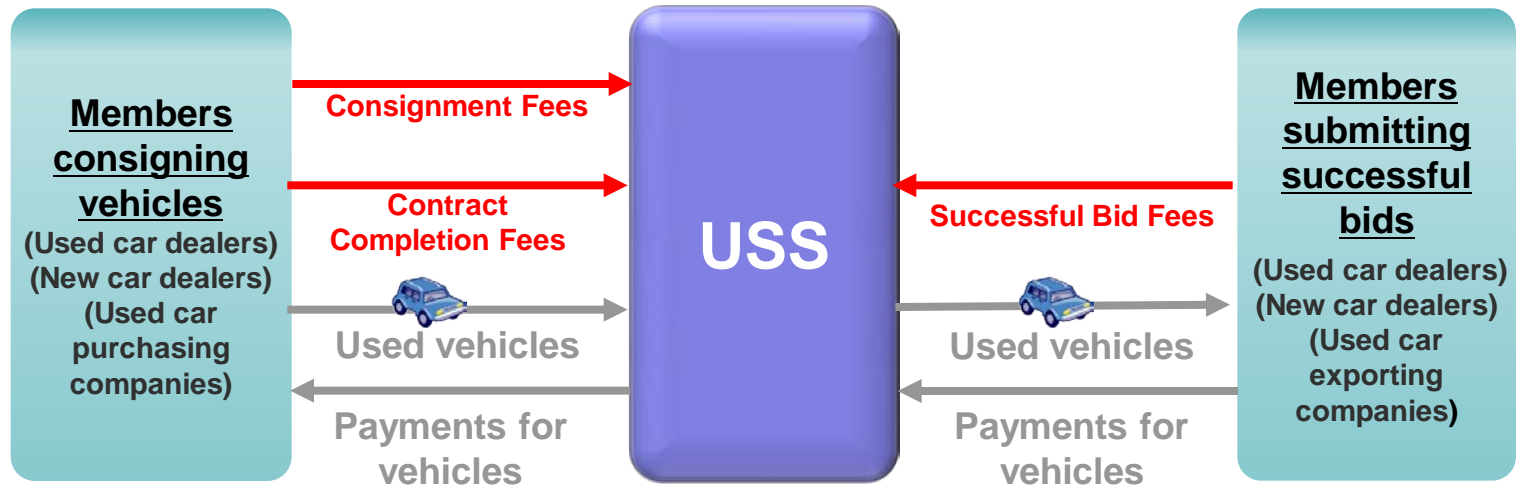 Members
consigning
vehicles
(Used car dealers)
(New car dealers)
(Used car
purchasing
companies)
Consignment Fees
Contract
Completion Fees
Used vehicles
Payments for
vehicles
USS
Successful Bid Fees
Used vehicles
Payments for
vehicles
Members
submitting
successful
bids
(Used car dealers)
(New car dealers)
(Used car
exporting
companies)